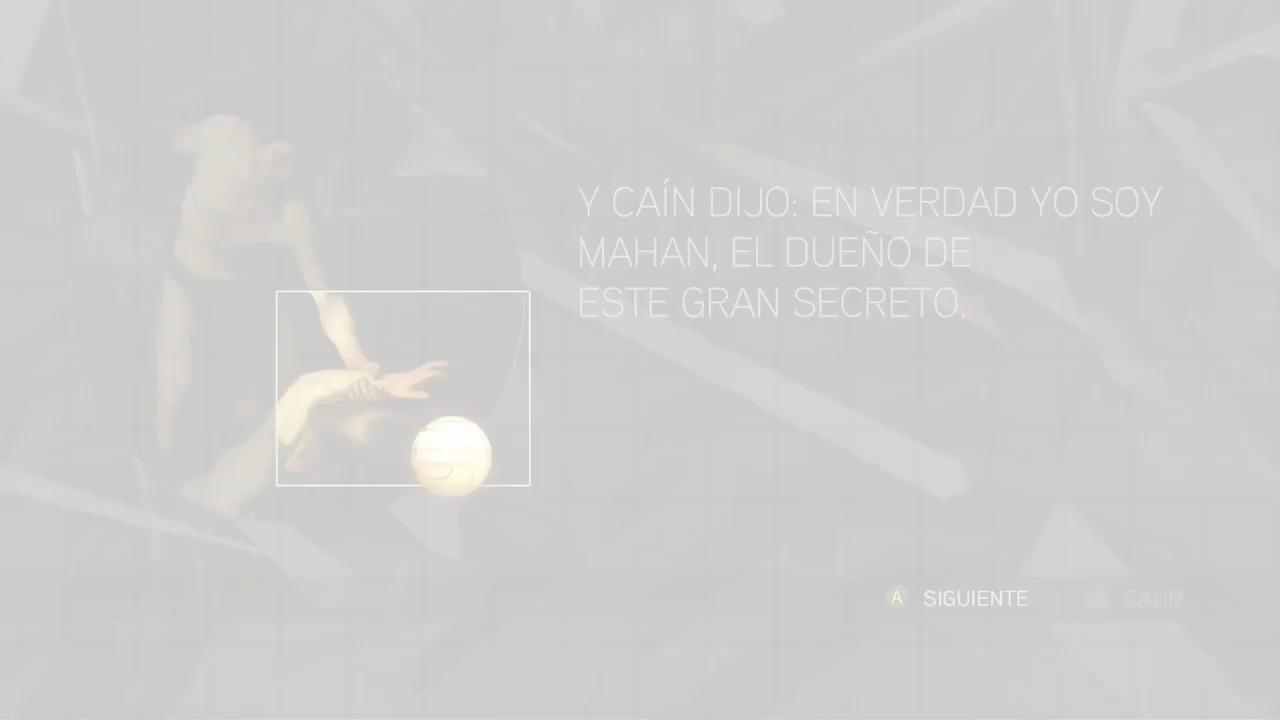 Y CAÍN DIJO: EN VERDAD YO SOY
MAHAN, EL DUEÑO DE
ESTE GRAN SECRETO.
A SIGUIENTE SALIR